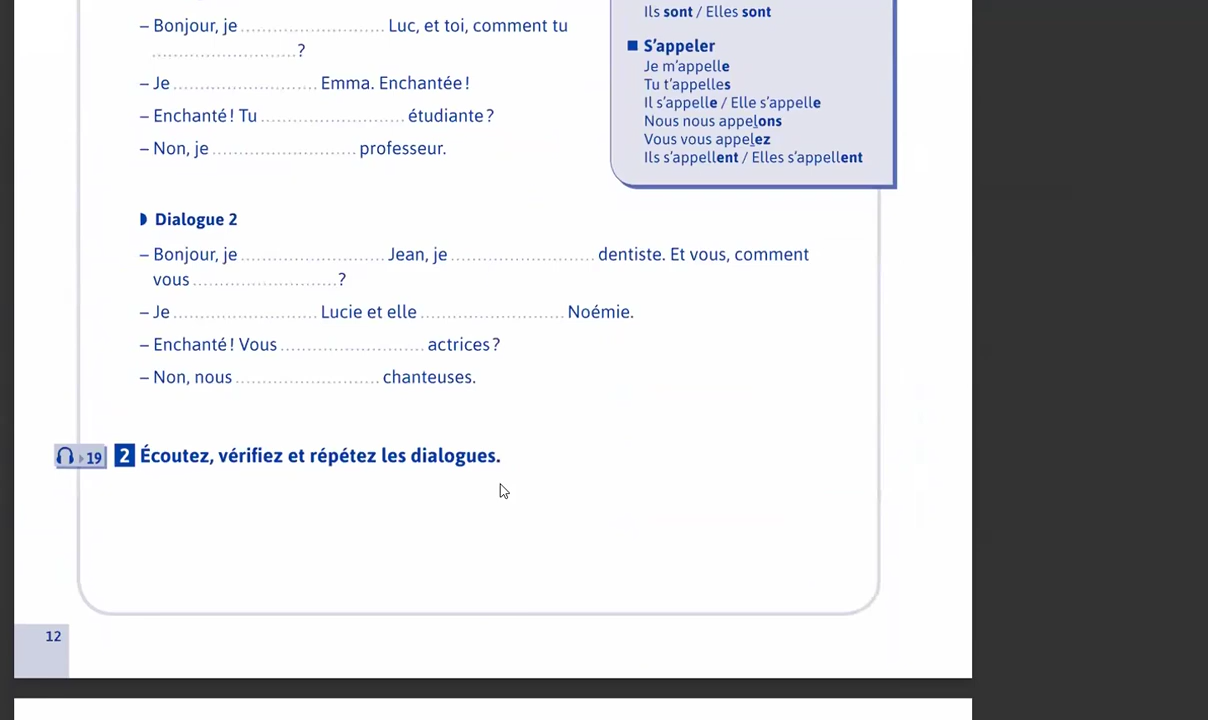 – Bonjour, je ........................... Luc, et toi, comment tu
........................... ?
– Je ........................... Emma. Enchantée !
– Enchanté ! Tu ........................... étudiante ?
– Non, je ........................... professeur.
Ils sont / Elles sont
■ S’appeler
Je m’appelle
Tu t’appelles
Il s’appelle / Elle s’appelle
Nous nous appelons
Vous vous appelez
Ils s’appellent / Elles s’appellent
Dialogue 2
– Bonjour, je ........................... Jean, je ........................... dentiste. Et vous, comment
vous ........................... ?
– Je ........................... Lucie et elle ........................... Noémie.
– Enchanté ! Vous ........................... actrices ?
– Non, nous ........................... chanteuses.
19 2 Écoutez, vérifiez et répétez les dialogues.
12